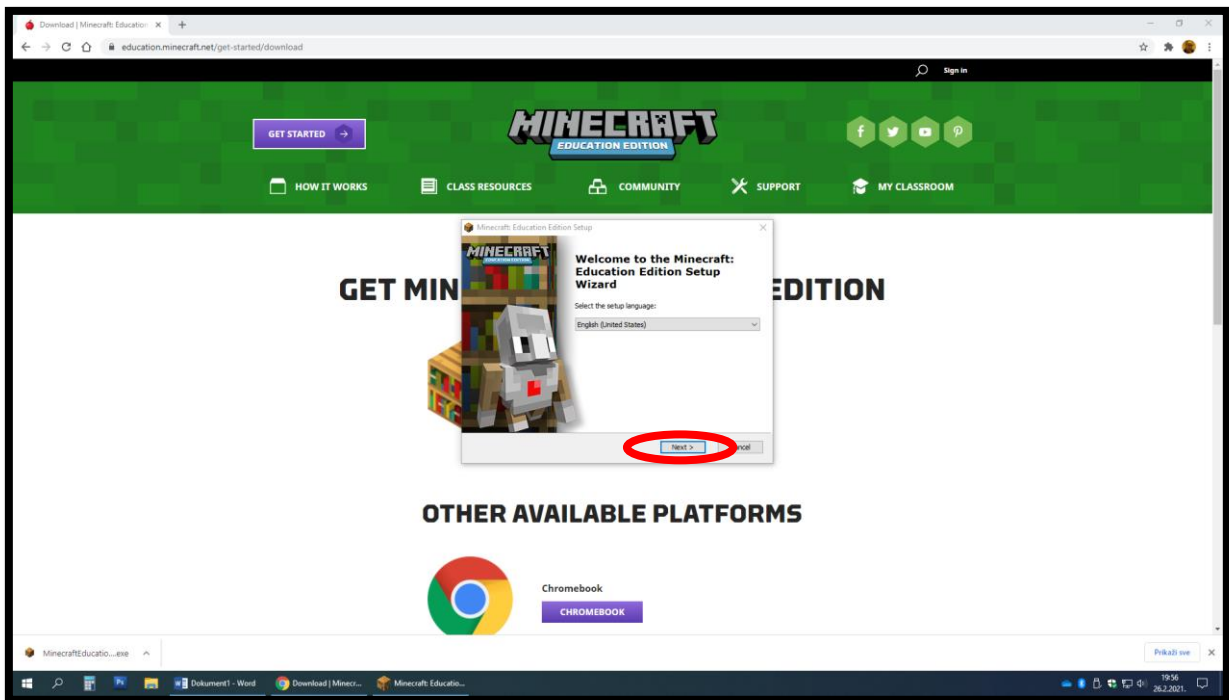 Download | Minecraft: Education
education.minecraft.net/get-started/download
Sign in
GET STARTED
MINECRAFT
EDUCATION EDITION
HOW IT WORKS
CLASS RESOURCES
COMMUNITY
SUPPORT
MY CLASSROOM
Minecraft: Education Edition Setup
MINECRAFT
EDUCATION EDITION
Welcome to the Minecraft:
Education Edition Setup
Wizard
Select the setup language:
English (United States)
Next >
GET MIN EDITION
OTHER AVAILABLE PLATFORMS
Chromebook
CHROMEBOOK
MinecraftEducatio....exe
Prikaži sve
Dokument1 - Word
Download | Minecr...
Minecraft: Educatio...
19:56
26.2.2021.